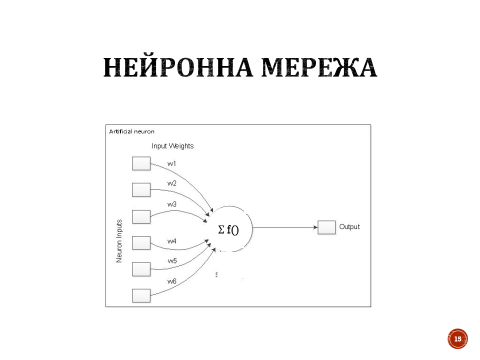 НЕЙРОННА МЕРЕЖА
Artificial neuron
Input Weights
w1
w2
w3
w4
w5
w6
Neuron Inputs
Σ f()
Output
15